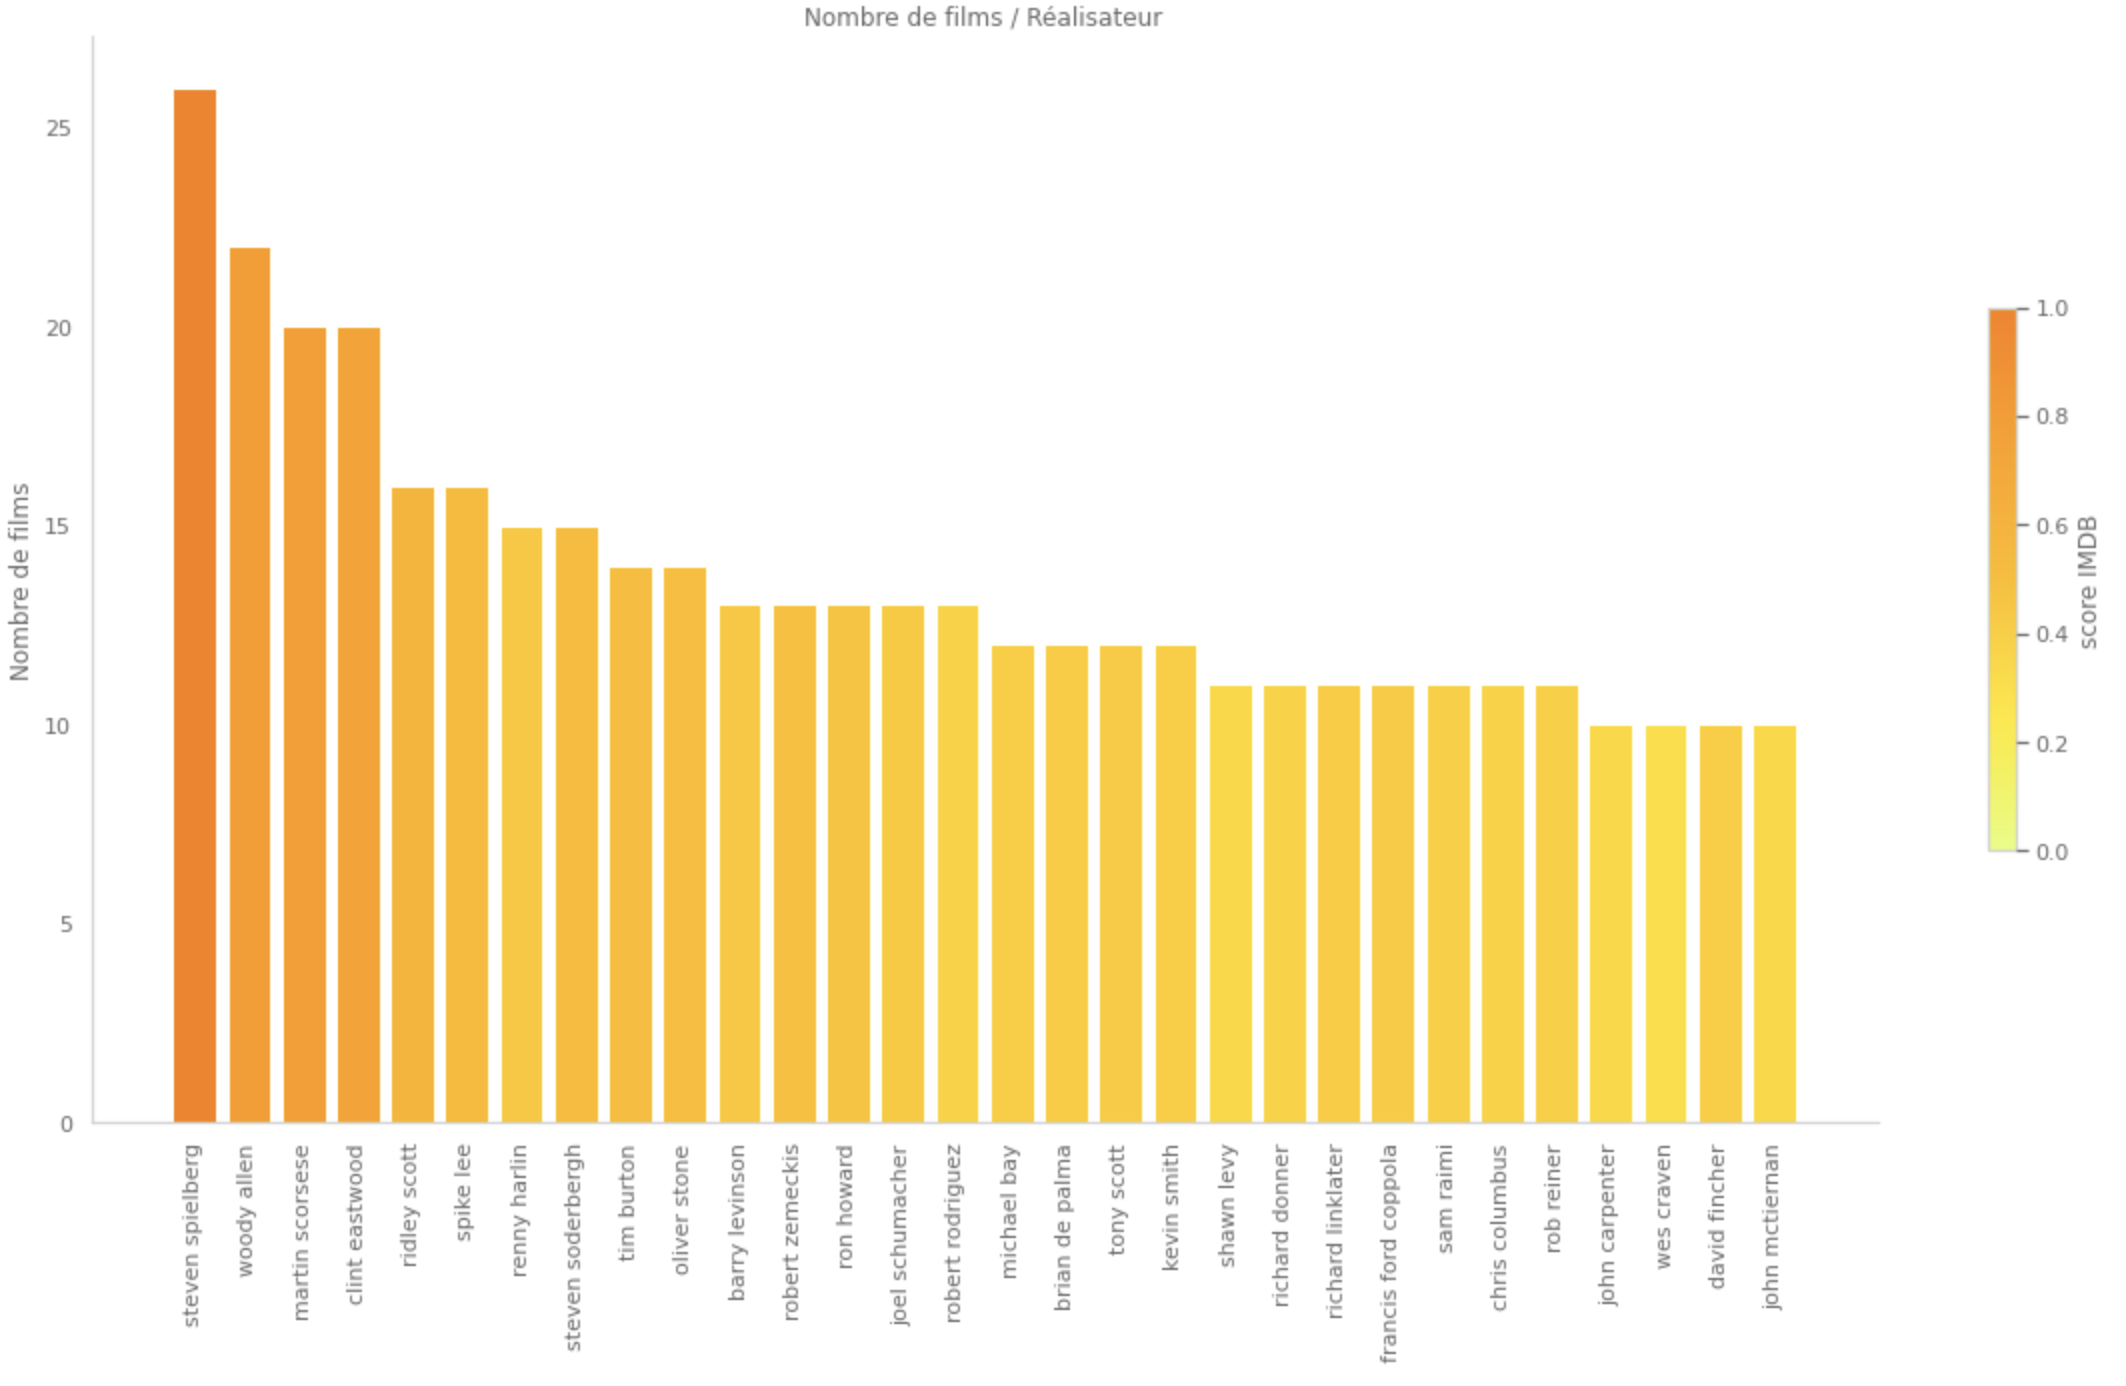 Nombre de films / Réalisateur
Nombre de films
25
20
15
10
5
0
steven spielberg
woody allen
martin scorsese
clint eastwood
ridley scott
spike lee
renny harlin
steven soderbergh
tim burton
oliver stone
barry levinson
robert zemeckis
ron howard
joel schumacher
robert rodriguez
michael bay
brian de palma
tony scott
kevin smith
shawn levy
richard donner
richard linklater
francis ford coppola
sam raimi
chris columbus
rob reiner
john carpenter
wes craven
david fincher
john mctiernan
1.0
0.8
0.6
0.4
0.2
0.0
score IMDB